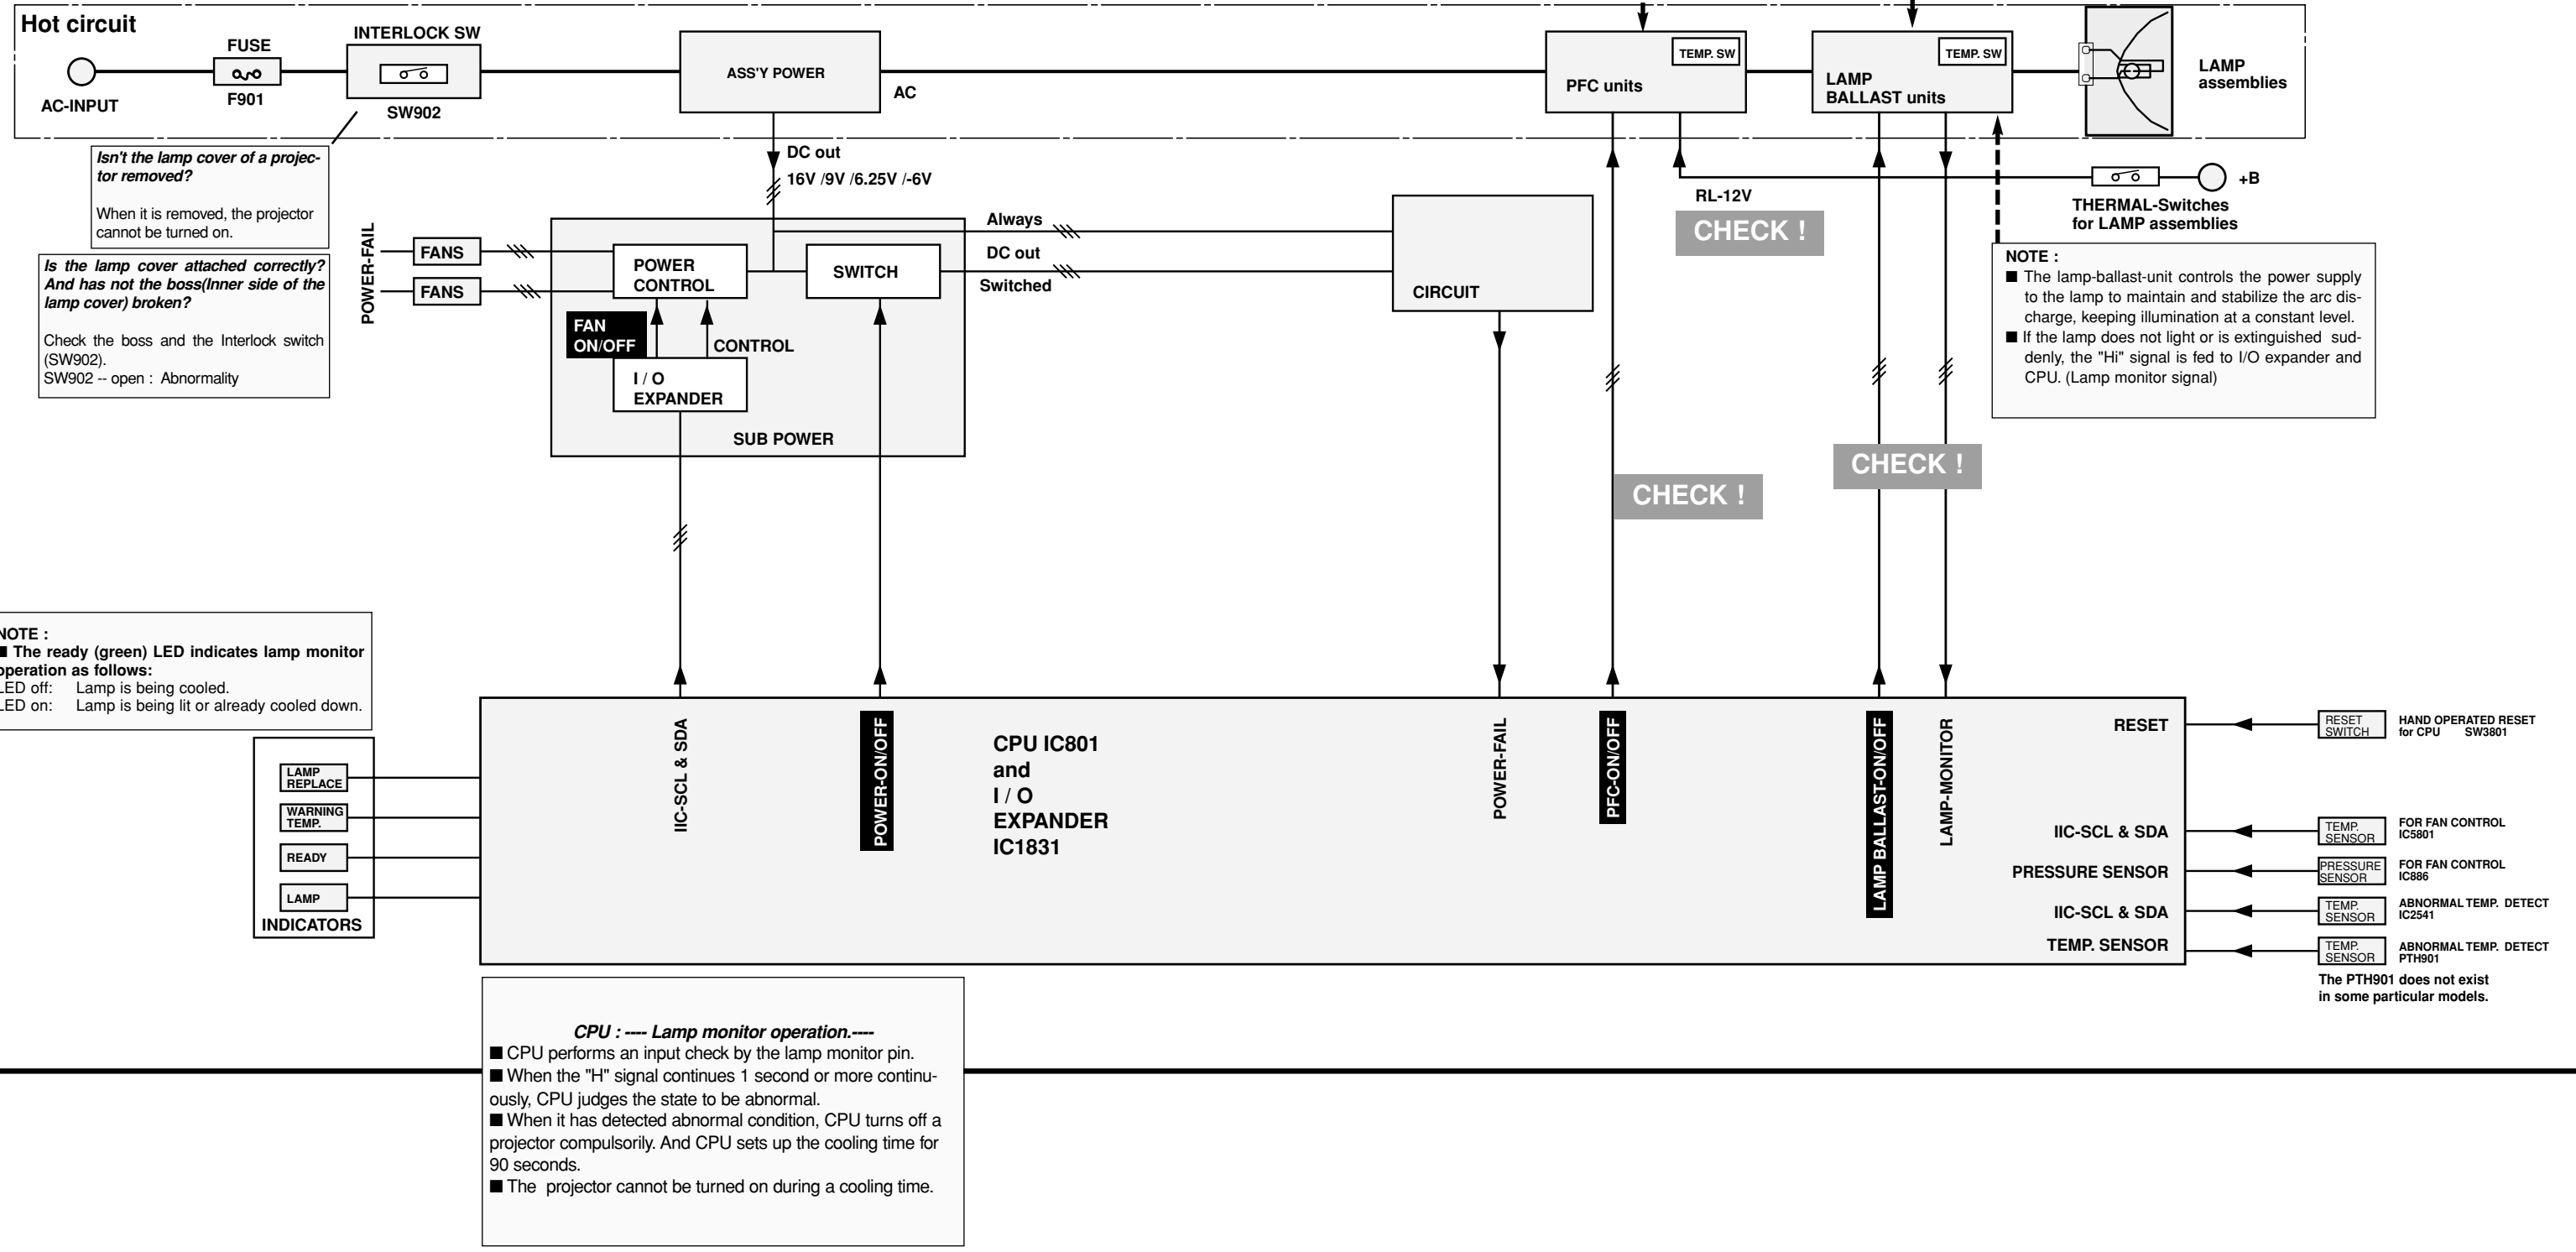 Hot circuit
AC-INPUT
FUSE
F901
INTERLOCK SW
SW902
ASS'Y POWER
AC
TEMP. SW
PFC units
TEMP. SW
LAMP
BALLAST units
LAMP
assemblies
Isn't the lamp cover of a projec-
tor removed?
When it is removed, the projector
cannot be turned on.
Is the lamp cover attached correctly?
And has not the boss(Inner side of the
lamp cover) broken?
Check the boss and the Interlock switch
(SW902).
SW902 -- open : Abnormality
DC out
16V /9V /6.25V /-6V
POWER-FAIL
FANS
FANS
POWER
CONTROL
SWITCH
FAN
ON/OFF
CONTROL
I / O
EXPANDER
SUB POWER
Always
DC out
Switched
CIRCUIT
RL-12V
CHECK !
THERMAL-Switches
for LAMP assemblies
+B
NOTE :
■ The lamp-ballast-unit controls the power supply
to the lamp to maintain and stabilize the arc dis-
charge, keeping illumination at a constant level.
■ If the lamp does not light or is extinguished sud-
denly, the "Hi" signal is fed to I/O expander and
CPU. (Lamp monitor signal)
CHECK !
CHECK !
NOTE :
■ The ready (green) LED indicates lamp monitor
operation as follows:
LED off: Lamp is being cooled.
LED on: Lamp is being lit or already cooled down.
LAMP
REPLACE
WARNING
TEMP.
READY
LAMP
INDICATORS
IIC-SCL & SDA
POWER-ON/OFF
CPU IC801
and
I / O
EXPANDER
IC1831
POWER-FAIL
PFC-ON/OFF
LAMP BALLAST-ON/OFF
LAMP-MONITOR
RESET
IIC-SCL & SDA
PRESSURE SENSOR
IIC-SCL & SDA
TEMP. SENSOR
RESET
SWITCH
HAND OPERATED RESET
for CPU SW3801
TEMP.
SENSOR
FOR FAN CONTROL
IC5801
PRESSURE
SENSOR
FOR FAN CONTROL
IC886
TEMP.
SENSOR
ABNORMAL TEMP. DETECT
IC2541
TEMP.
SENSOR
ABNORMAL TEMP. DETECT
PTH901
The PTH901 does not exist
in some particular models.
CPU : ---- Lamp monitor operation.----
■ CPU performs an input check by the lamp monitor pin.
■ When the "H" signal continues 1 second or more continu-
ously, CPU judges the state to be abnormal.
■ When it has detected abnormal condition, CPU turns off a
projector compulsorily. And CPU sets up the cooling time for
90 seconds.
■ The projector cannot be turned on during a cooling time.